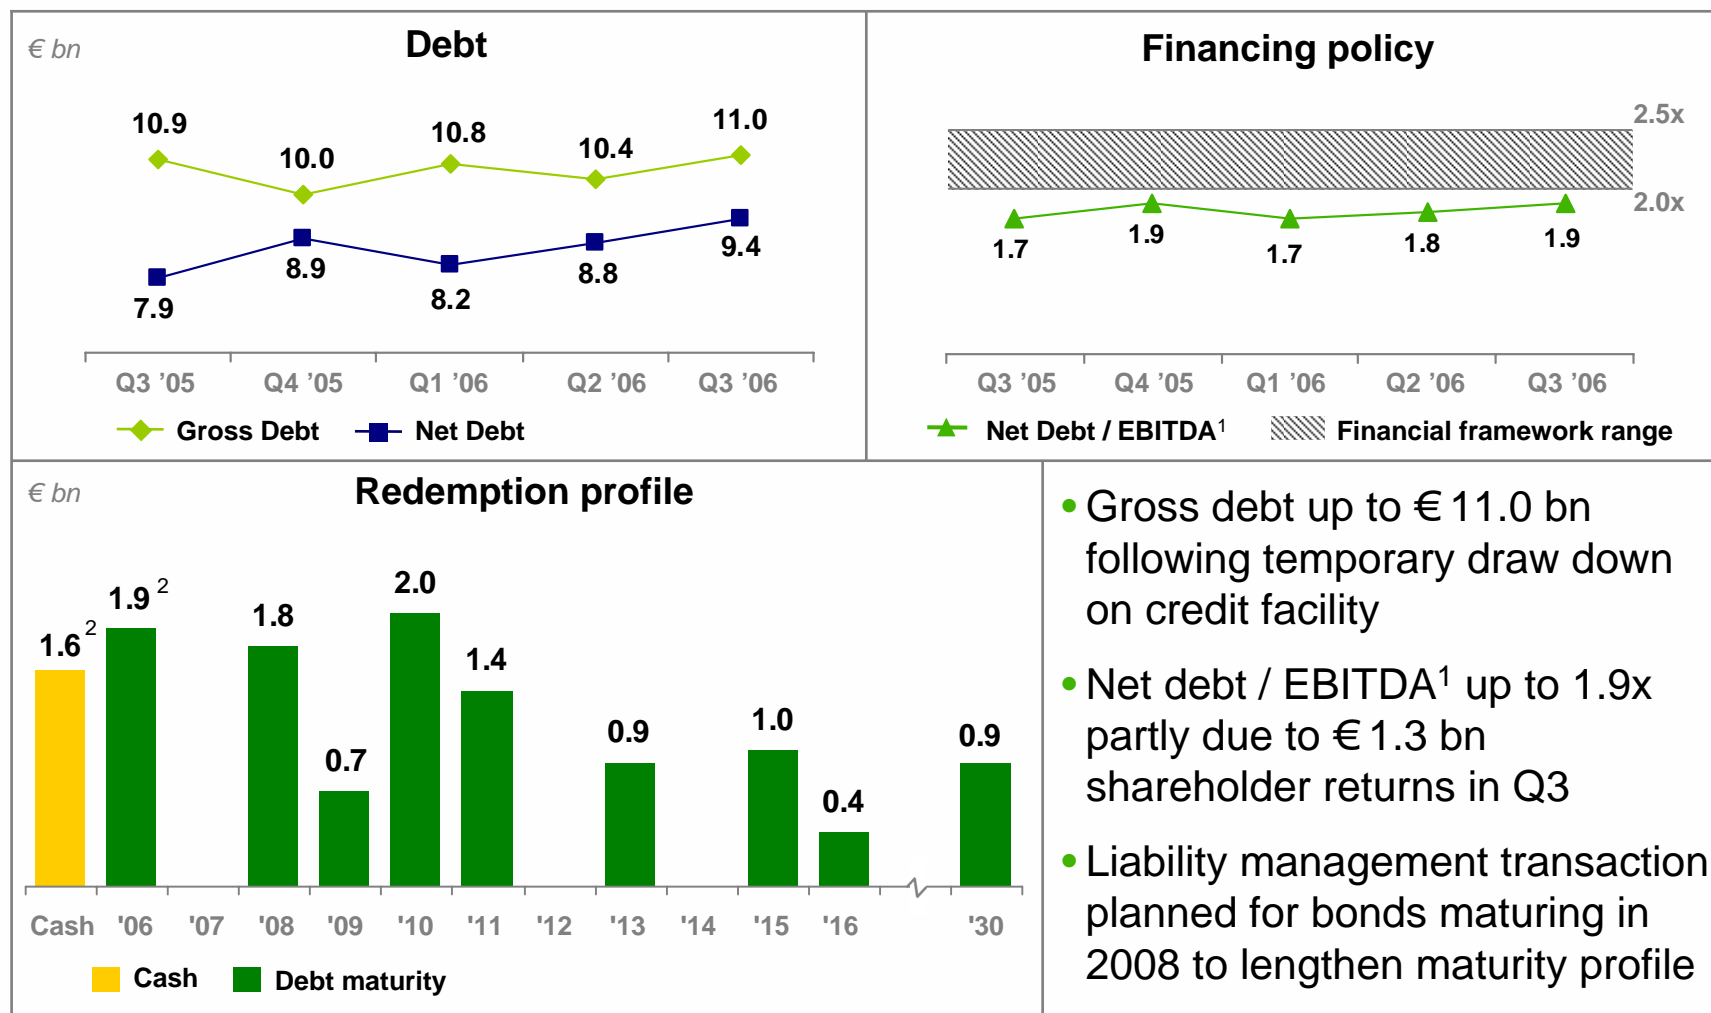 € bn
Debt
10.9
10.0
10.8
10.4
11.0
7.9
8.9
8.2
8.8
9.4
Q3 ’05
Q4 ’05
Q1 ’06
Q2 ’06
Q3 ’06
Gross Debt
Net Debt
Financing policy
2.5x
2.0x
1.7
1.9
1.7
1.8
1.9
Q3 ’05
Q4 ’05
Q1 ’06
Q2 ’06
Q3 ’06
Net Debt / EBITDA¹
Financial framework range
€ bn
Redemption profile
1.6 ²
1.9 ²
1.8
0.7
2.0
1.4
0.9
1.0
0.4
0.9
Cash
'06
'07
'08
'09
'10
'11
'12
'13
'14
'15
'16
'30
Cash
Debt maturity
• Gross debt up to € 11.0 bn
following temporary draw down
on credit facility
• Net debt / EBITDA¹ up to 1.9x
partly due to € 1.3 bn
shareholder returns in Q3
• Liability management transaction
planned for bonds maturing in
2008 to lengthen maturity profile